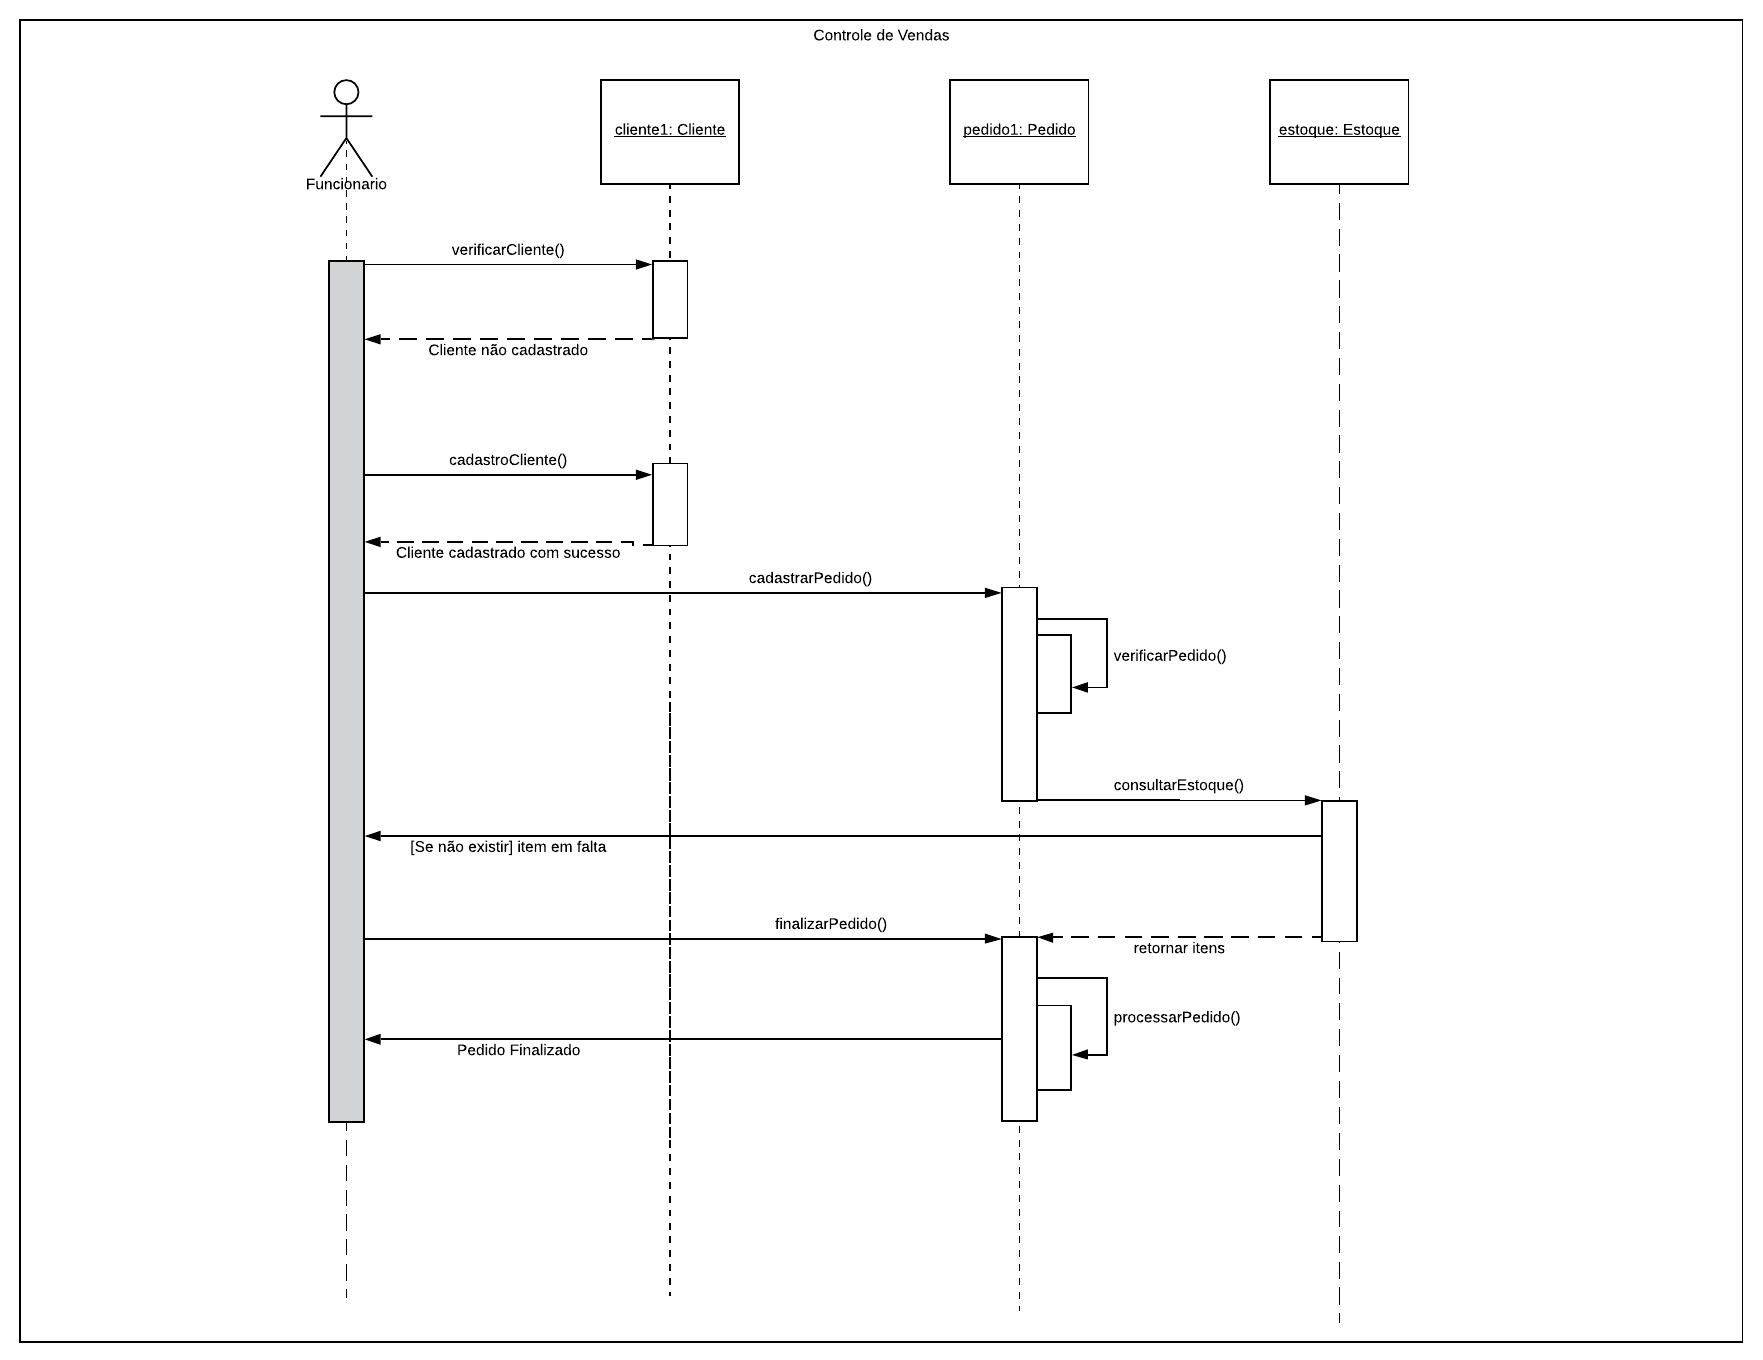 Controle de Vendas
Funcionario
cliente1: Cliente
pedido1: Pedido
estoque: Estoque
verificarCliente()
Cliente não cadastrado
cadastroCliente()
Cliente cadastrado com sucesso
cadastrarPedido()
verificarPedido()
consultarEstoque()
[Se não existir] item em falta
finalizarPedido()
retornar itens
processarPedido()
Pedido Finalizado